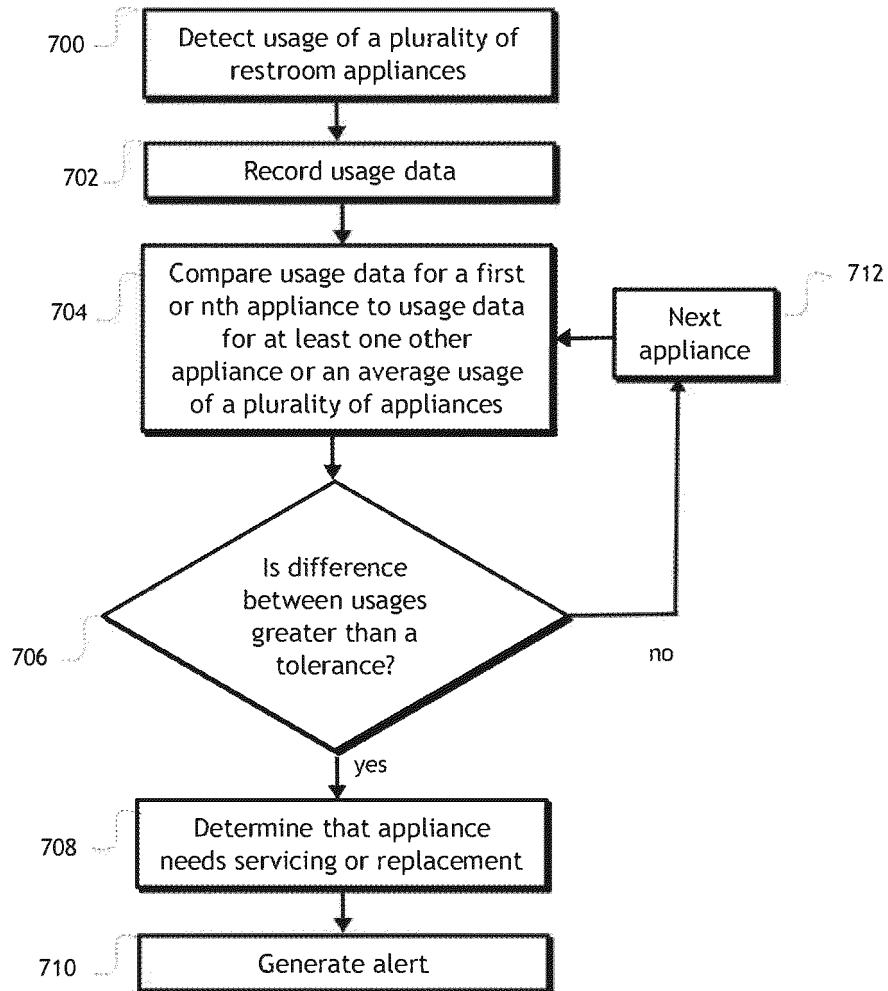 700
Detect usage of a plurality of
restroom appliances
702
Record usage data
704
Compare usage data for a first
or nth appliance to usage data
for at least one other
appliance or an average usage
of a plurality of appliances
712
Next
appliance
706
Is difference
between usages
greater than a
tolerance?
no
yes
708
Determine that appliance
needs servicing or replacement
710
Generate alert